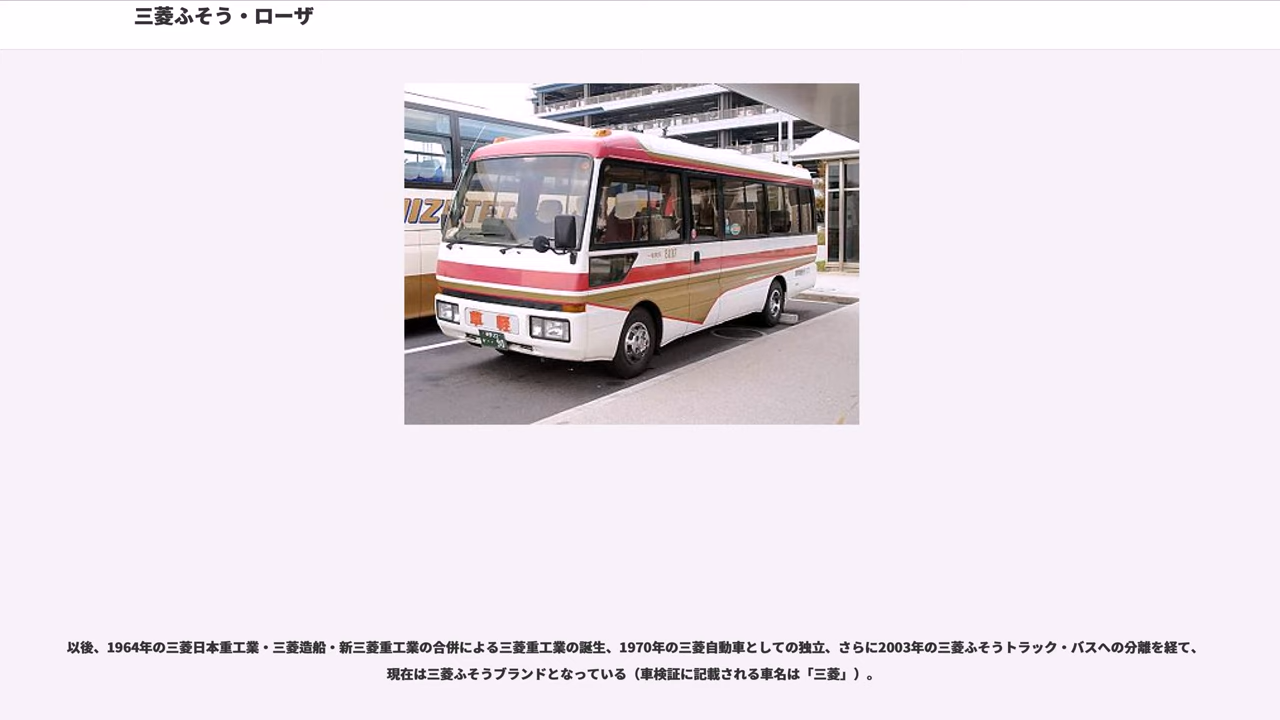 三菱ふそう・ローザ
以後、1964年の三菱日本重工業・三菱造船・新三菱重工業の合併による三菱重工業の誕生、1970年の三菱自動車としての独立、さらに2003年の三菱ふそうトラック・バスへの分離を経て、
現在は三菱ふそうブランドとなっている（車検証に記載される車名は「三菱」）。